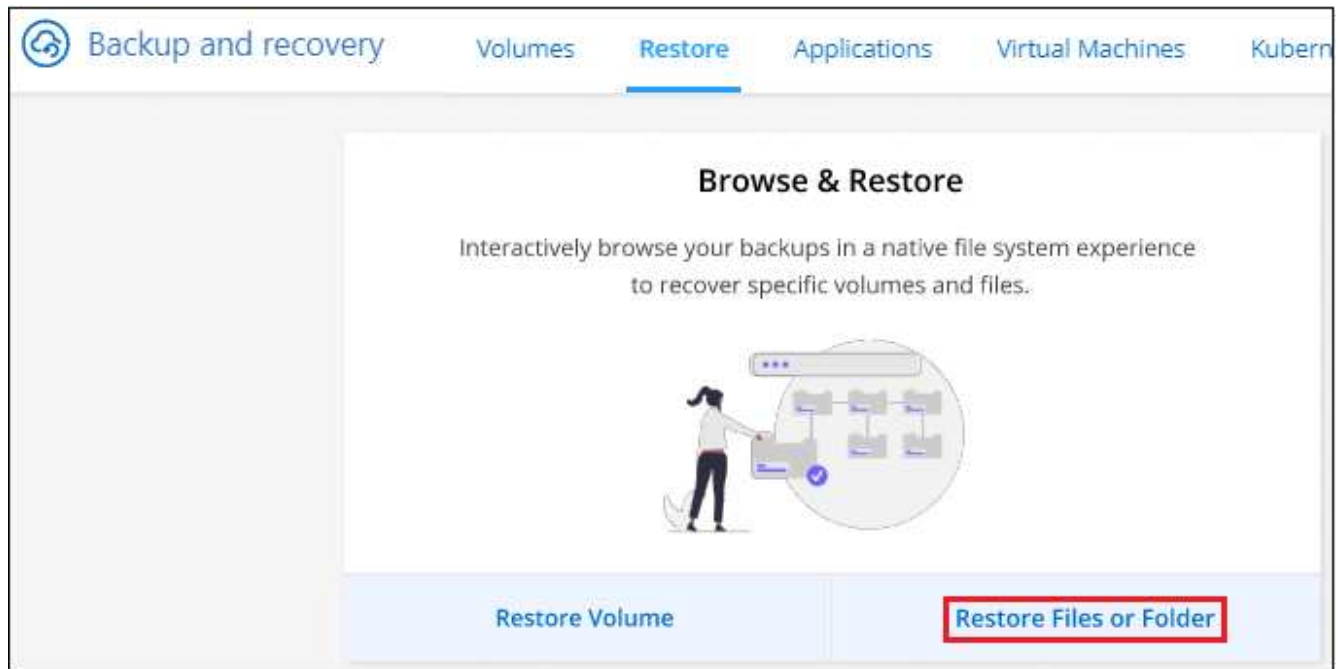 Backup and recovery Volumes Restore Applications Virtual Machines Kubern
Browse & Restore
Interactively browse your backups in a native file system experience
to recover specific volumes and files.
Restore Volume Restore Files or Folder